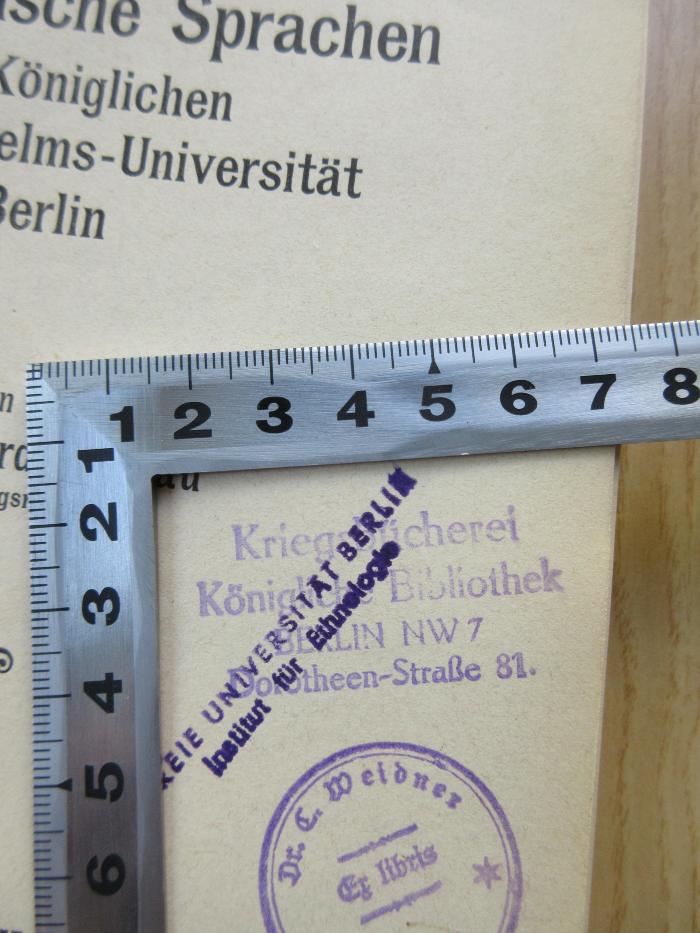 ische Sprachen
Königlichen
elms-Universität
Berlin
n
1 2 3 4 5 6 7 8
1
2
3
4
5
6
au
Kriegsbücherei
Königliche Bibliothek
BERLIN NW 7
Dorotheen-Straße 81.
REIE UNIVERSITÄT BERLIN
Institut für Ethnologie
Dr. C. Weidner
Ex libris